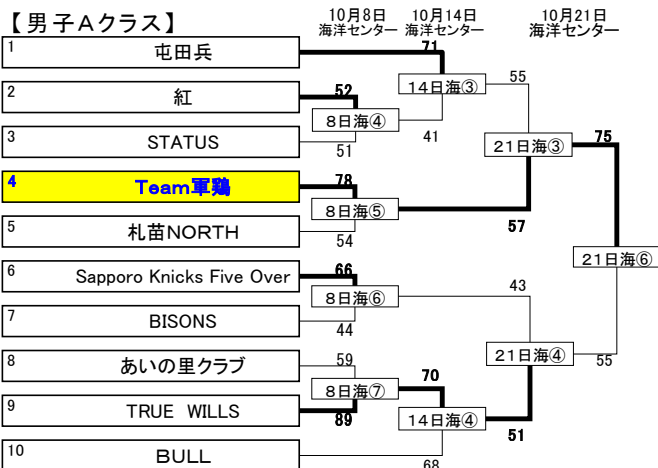 【男子Aクラス】
10月8日
海洋センター
10月14日
海洋センター
10月21日
海洋センター
1 屯田兵
71
14日海③
55
2 紅
52
8日海④
41
3 STATUS
51
21日海③
75
4 Team軍鶏
78
8日海⑤
57
5 札苗NORTH
54
21日海⑥
6 Sapporo Knicks Five Over
66
8日海⑥
43
7 BISONS
44
21日海④
55
8 あいの里クラブ
59
8日海⑦
70
9 TRUE WILLS
89
14日海④
51
10 BULL
68